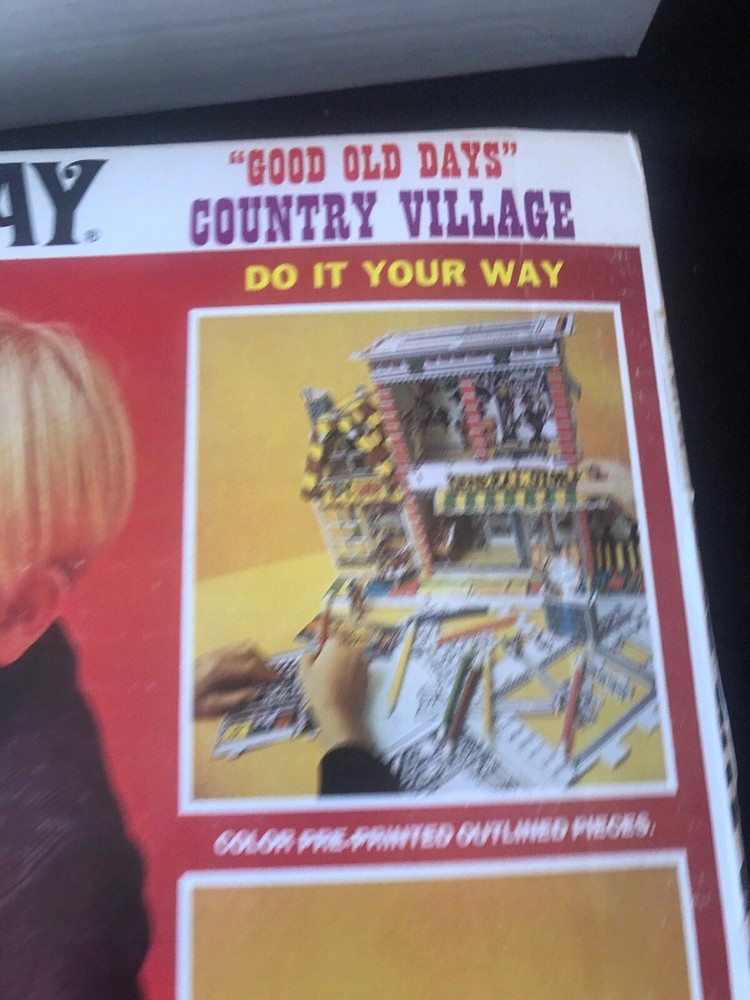 AY®
"GOOD OLD DAYS"
COUNTRY VILLAGE
DO IT YOUR WAY
COLOR PRE-PRINTED OUTLINED PIECES.